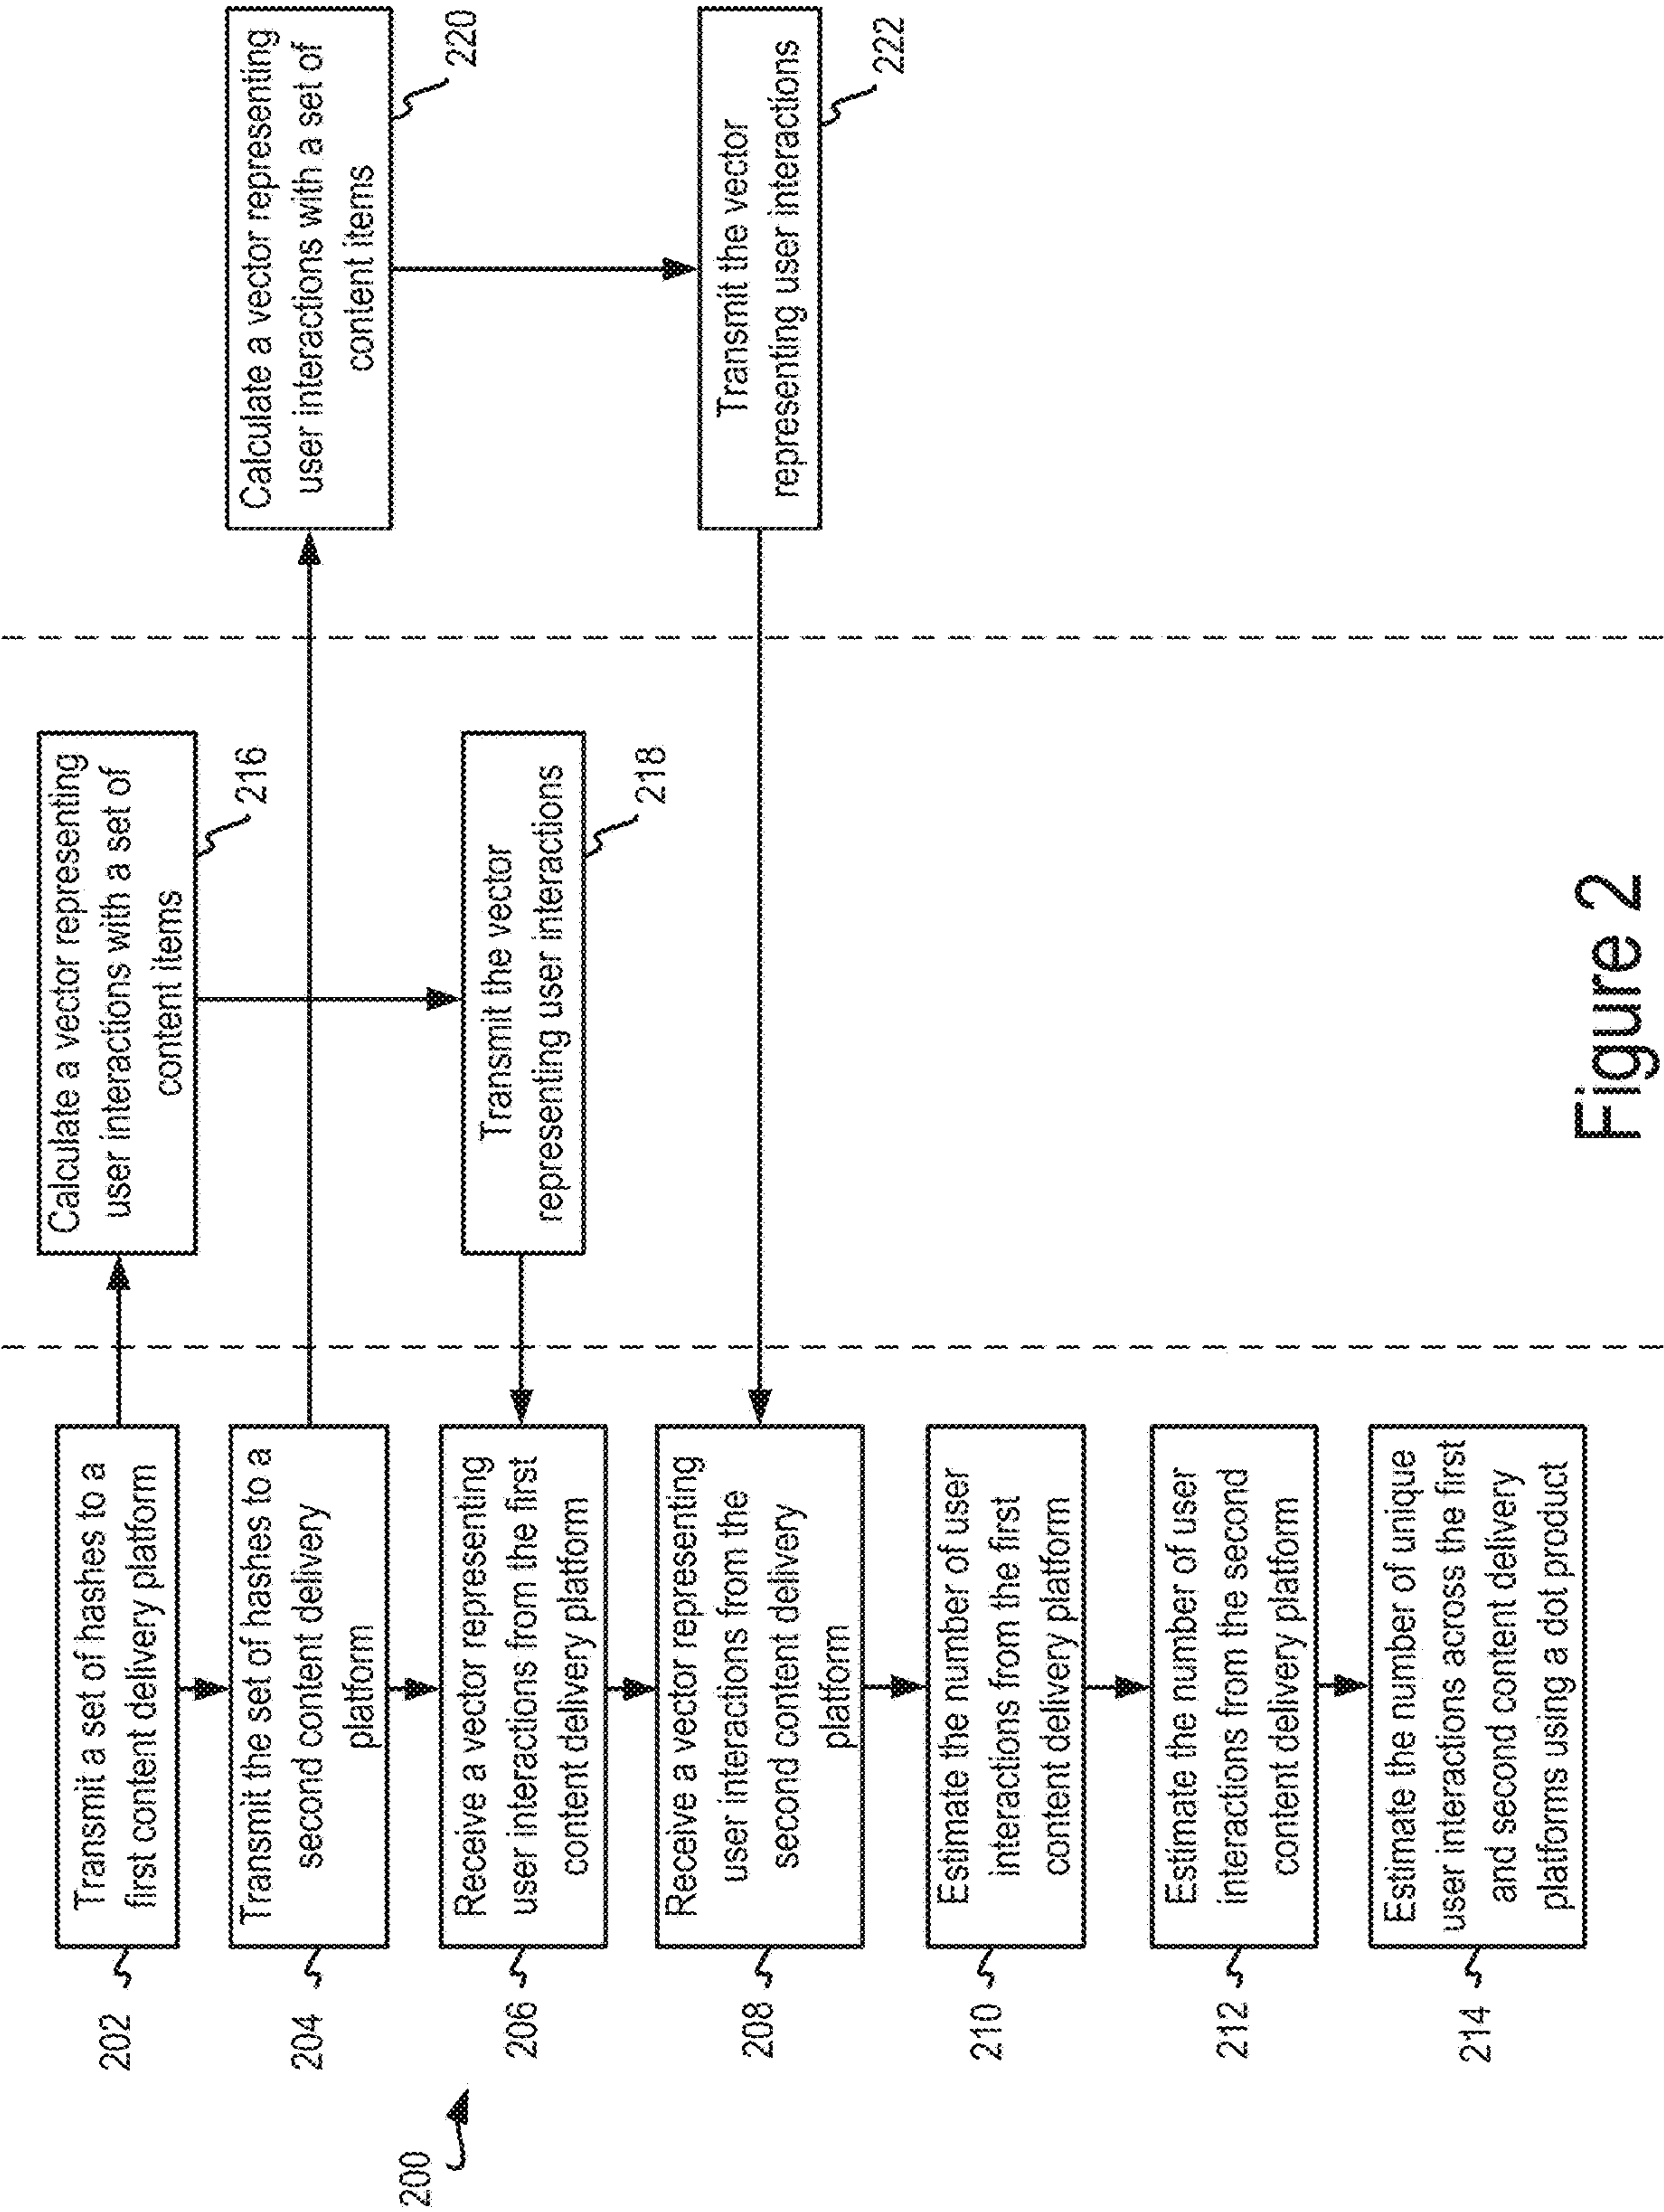 200
202
Transmit a set of hashes to a
first content delivery platform
204
Transmit the set of hashes to a
second content delivery
platform
206
Receive a vector representing
user interactions from the first
content delivery platform
208
Receive a vector representing
user interactions from the
second content delivery
platform
210
Estimate the number of user
interactions from the first
content delivery platform
212
Estimate the number of user
interactions from the second
content delivery platform
214
Estimate the number of unique
user interactions across the first
and second content delivery
platforms using a dot product
Calculate a vector representing
user interactions with a set of
content items
216
Transmit the vector
representing user interactions
218
Calculate a vector representing
user interactions with a set of
content items
220
Transmit the vector
representing user interactions
222
Figure 2